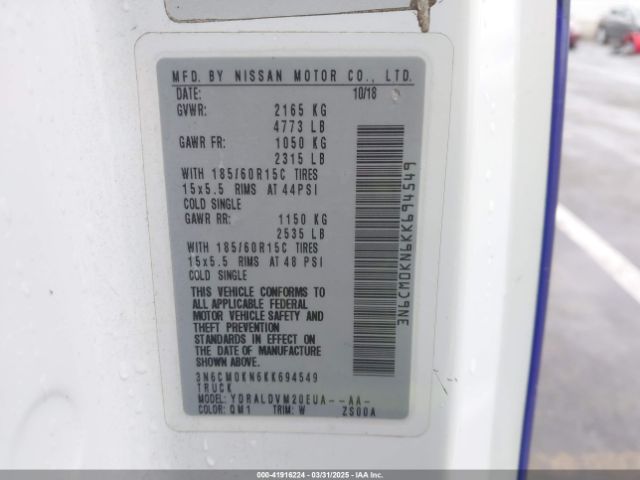 MFD. BY NISSAN MOTOR CO., LTD.
DATE: 10/18
GVWR: 2165 KG
4773 LB
GAWR FR: 1050 KG
2315 LB
WITH 185/60R15C TIRES
15x5.5 RIMS AT 44PSI
COLD SINGLE
GAWR RR: 1150 KG
2535 LB
WITH 185/60R15C TIRES
15x5.5 RIMS AT 48 PSI
COLD SINGLE
THIS VEHICLE CONFORMS TO
ALL APPLICABLE FEDERAL
MOTOR VEHICLE SAFETY AND
THEFT PREVENTION
STANDARDS IN EFFECT ON
THE DATE OF MANUFACTURE
SHOWN ABOVE.
3N6CM0KN6KK694549
TRUCK
MODEL: YDRALDVM20EUA--AA-
COLOR: QM1 TRIM: W ZS00A
3N6CM0KN6KK694549
000-41916224 - 03/31/2025 - IAAI.com